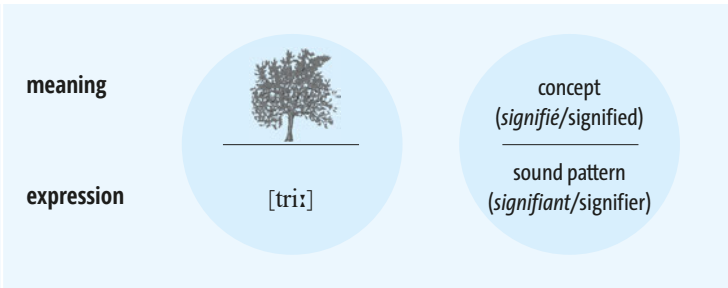 meaning
concept
(signifié/signified)
sound pattern
(signifiant/signifier)
expression
[triː]